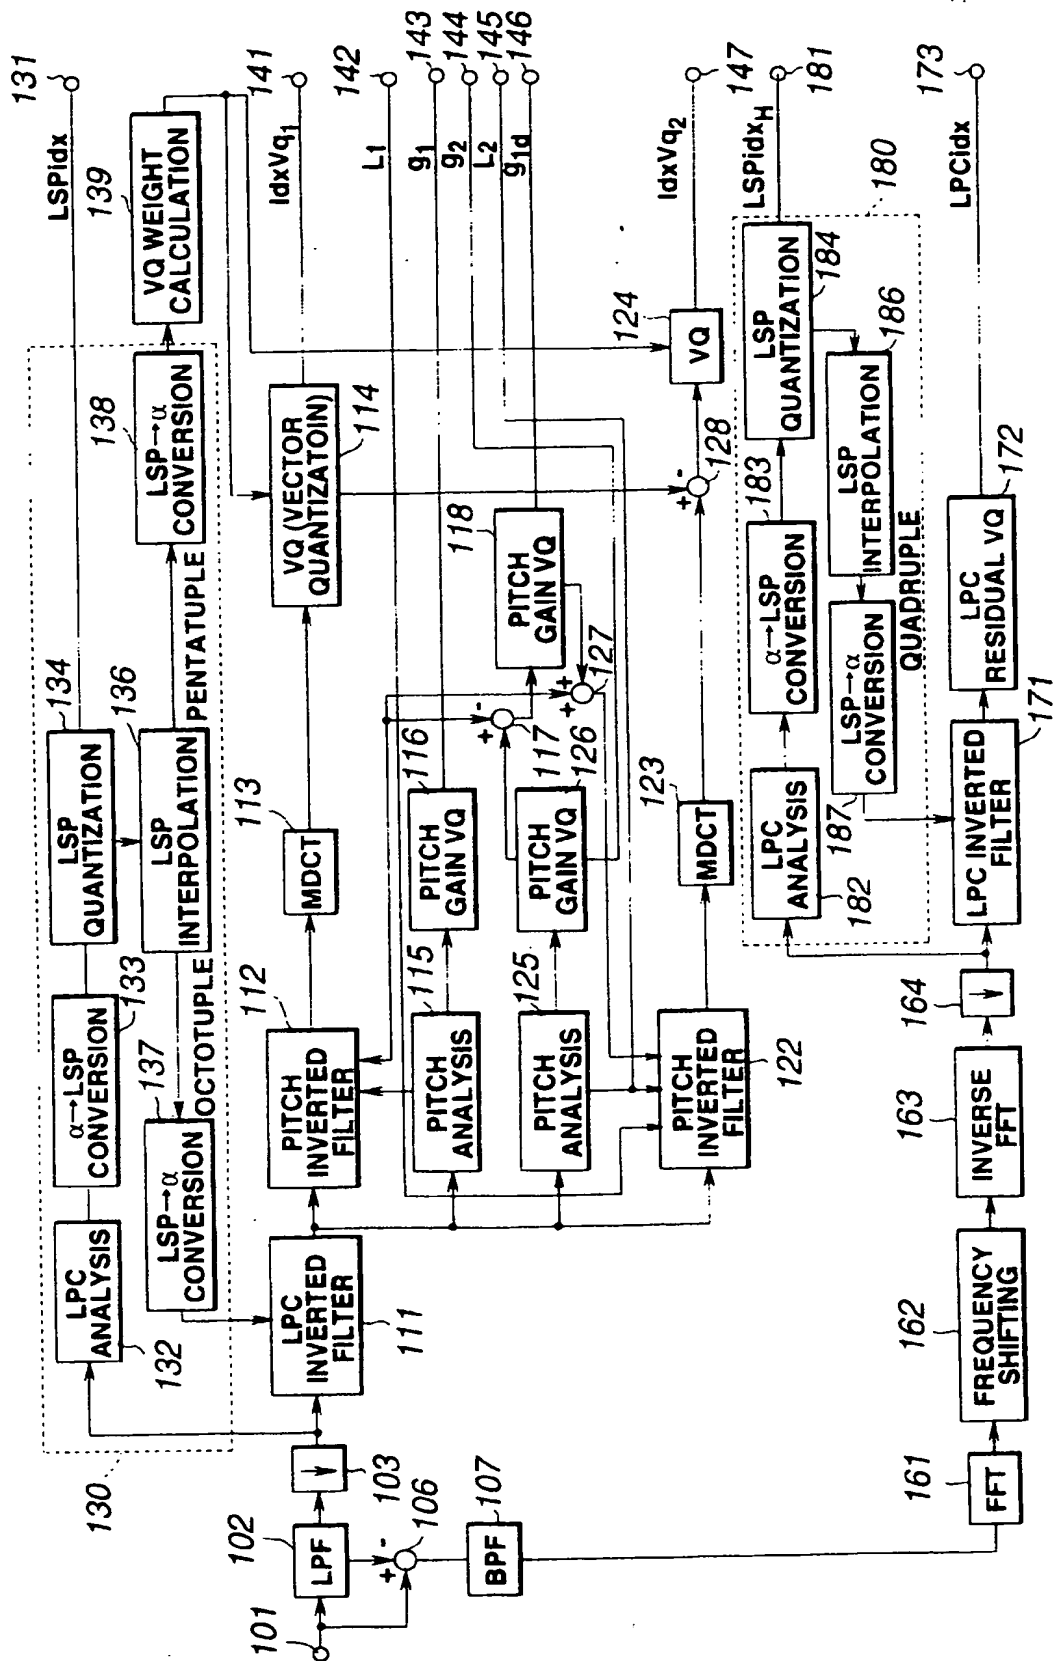 131
LSPidx
139
VQ WEIGHT
CALCULATION
141
IdxVq1
142
L1
143
g1
144
g2
145
L2
146
g1d
147
IdxVq2
181
LSPidxH
173
LPCidx
134
LSP
QUANTIZATION
136
LSP
INTERPOLATION
PENTATUPLE
138
LSP→α
CONVERSION
133
α→LSP
CONVERSION
137
OCTOTUPLE
LSP→α
CONVERSION
LPC
ANALYSIS
132
130
101
102
LPF
103
↓
106
+
-
107
BPF
LPC
INVERTED
FILTER
111
112
PITCH
INVERTED
FILTER
113
MDCT
VQ (VECTOR
QUANTIZATOIN)
114
115
PITCH
ANALYSIS
116
PITCH
GAIN VQ
117
+
-
118
PITCH
GAIN VQ
125
PITCH
ANALYSIS
126
PITCH
GAIN VQ
127
+
+
PITCH
INVERTED
FILTER
122
123
MDCT
128
+
-
124
VQ
180
LPC
ANALYSIS
182
183
α→LSP
CONVERSION
LSP
QUANTIZATION
184
186
LSP
INTERPOLATION
QUADRUPLE
LSP→α
CONVERSION
187
161
FFT
162
FREQUENCY
SHIFTING
163
INVERSE
FFT
164
↓
LPC INVERTED
FILTER
171
LPC
RESIDUAL VQ
172